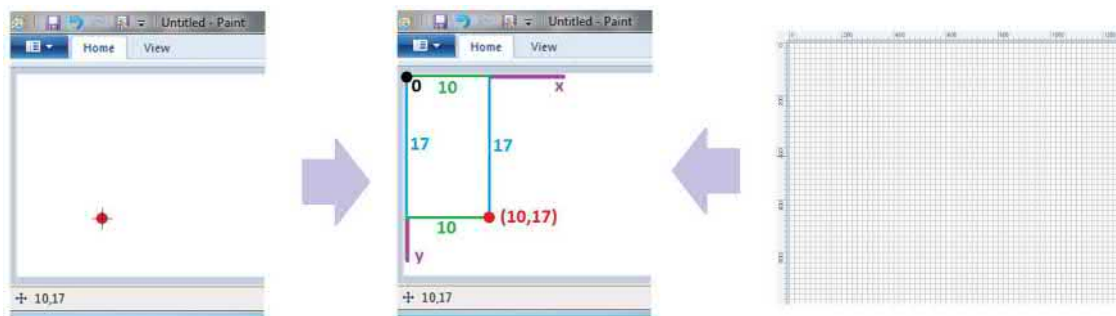 Untitled - Paint
Home View
10,17
Untitled - Paint
Home View
0
10
x
17
17
(10,17)
10
y
10,17